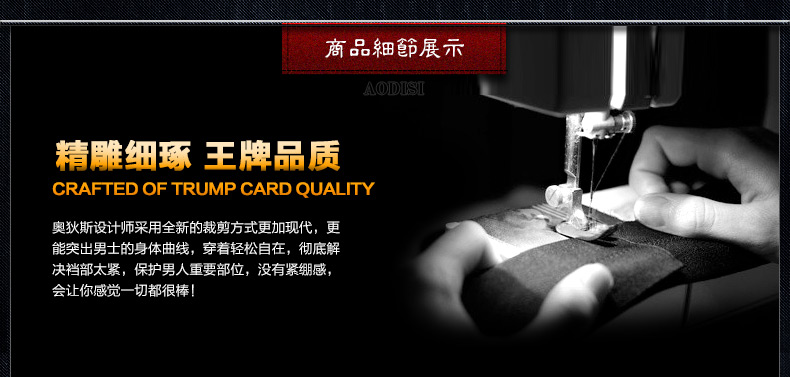 商品細節展示
AODISI
精雕细琢 王牌品质
CRAFTED OF TRUMP CARD QUALITY
奥狄斯设计师采用全新的裁剪方式更加现代，更
能突出男士的身体曲线，穿着轻松自在，彻底解
决裆部太紧，保护男人重要部位，没有紧绷感，
会让你感觉一切都很棒！